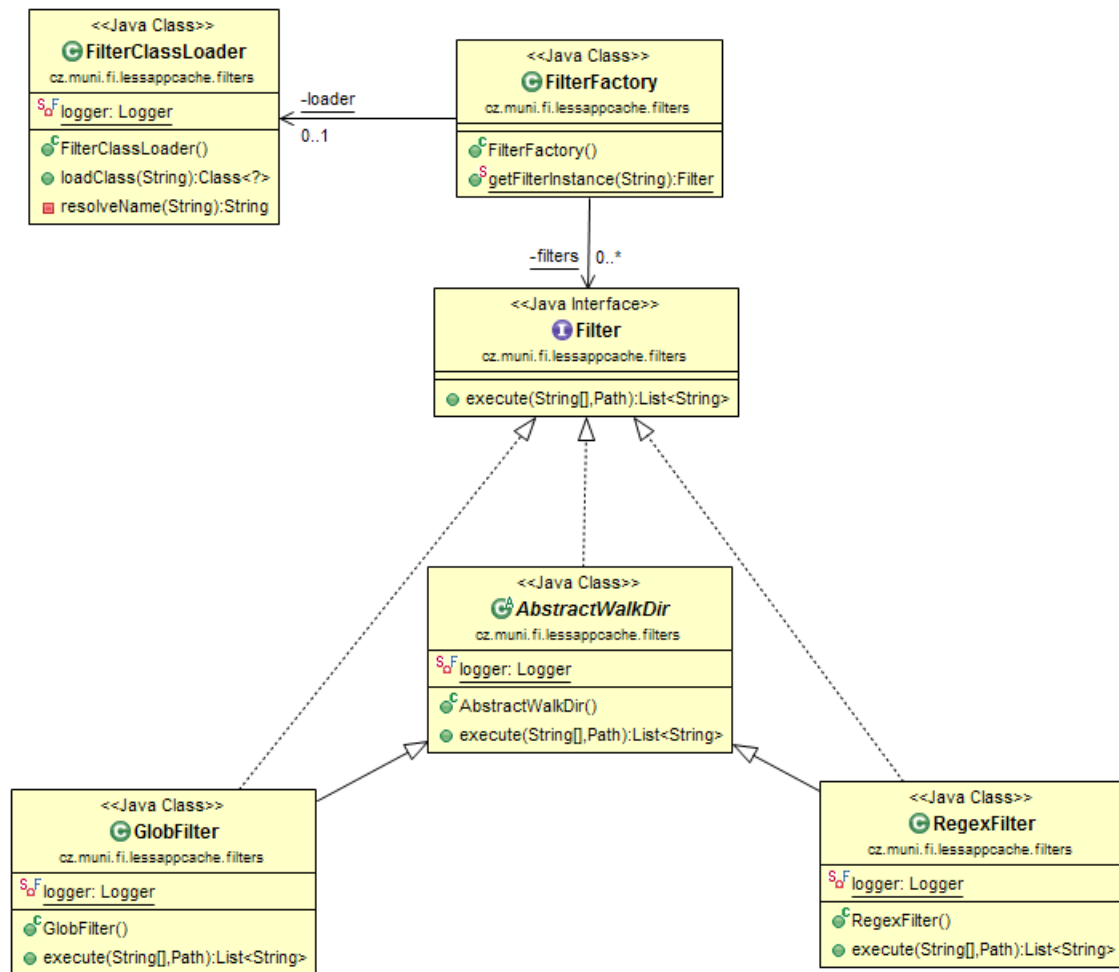 <<Java Class>>
FilterClassLoader
cz.muni.fi.lessappcache.filters
logger: Logger
FilterClassLoader()
loadClass(String):Class<?>
resolveName(String):String
-loader
0..1
<<Java Class>>
FilterFactory
cz.muni.fi.lessappcache.filters
FilterFactory()
getFilterInstance(String):Filter
-filters
0..*
<<Java Interface>>
Filter
cz.muni.fi.lessappcache.filters
execute(String[],Path):List<String>
<<Java Class>>
AbstractWalkDir
cz.muni.fi.lessappcache.filters
logger: Logger
AbstractWalkDir()
execute(String[],Path):List<String>
<<Java Class>>
GlobFilter
cz.muni.fi.lessappcache.filters
logger: Logger
GlobFilter()
execute(String[],Path):List<String>
<<Java Class>>
RegexFilter
cz.muni.fi.lessappcache.filters
logger: Logger
RegexFilter()
execute(String[],Path):List<String>